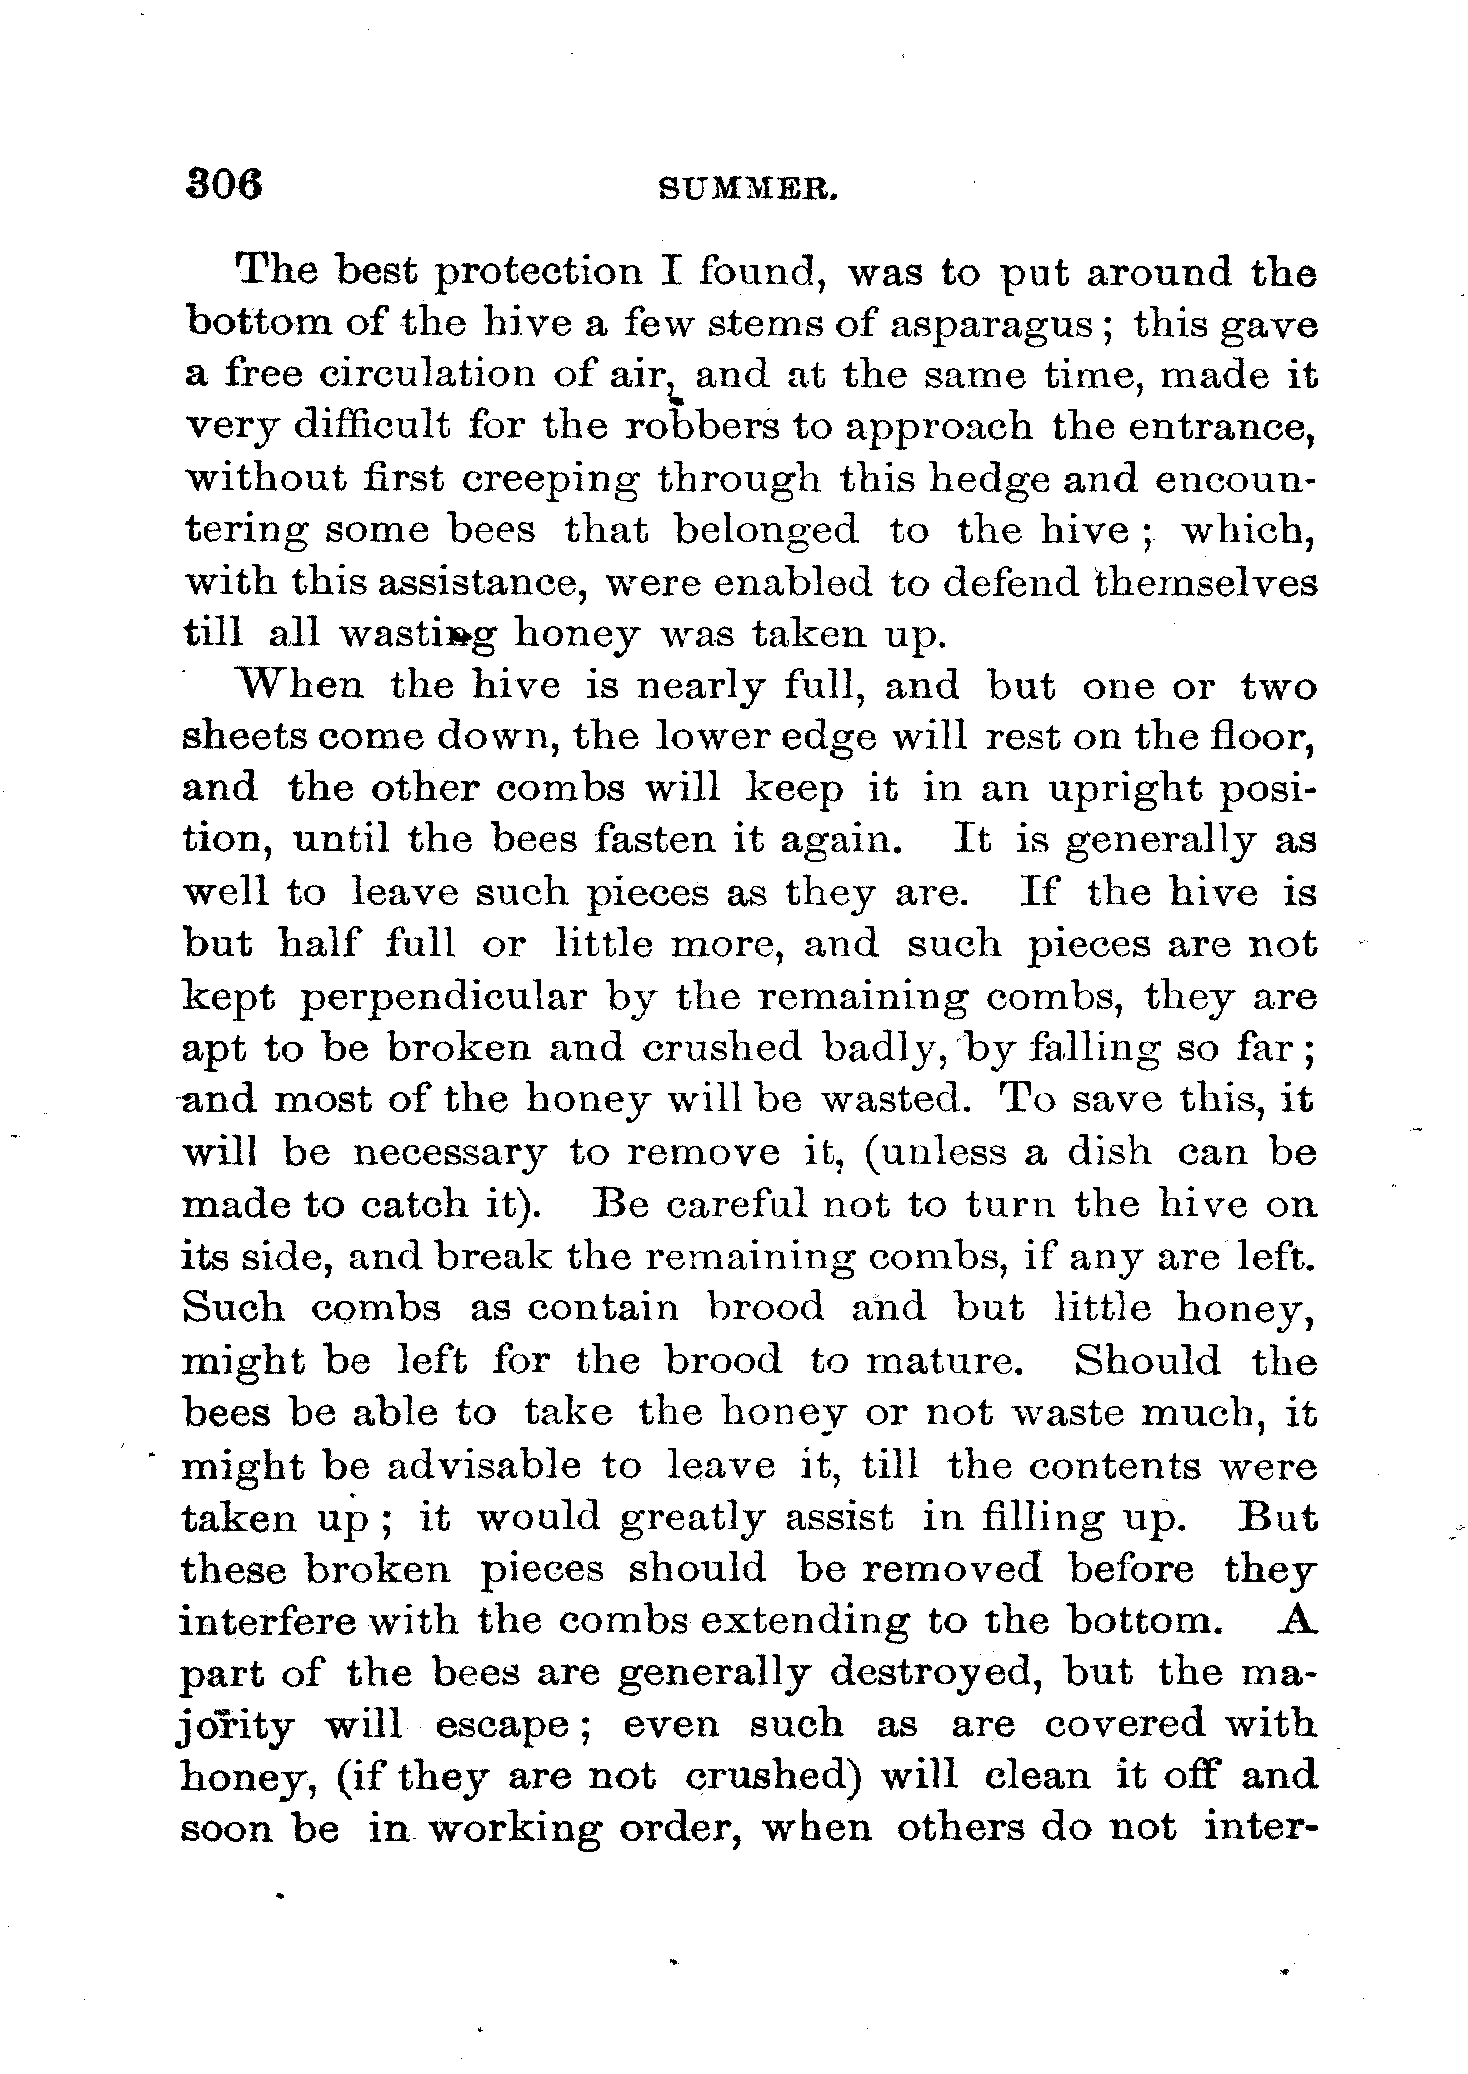 306 SUMMER.
The best protection I found, was to put around the
bottom of the hive a few stems of asparagus; this gave
a free circulation of air, and at the same time, made it
very difficult for the robbers to approach the entrance,
without first creeping through this hedge and encoun-
tering some bees that belonged to the hive; which,
with this assistance, were enabled to defend themselves
till all wasting honey was taken up.
When the hive is nearly full, and but one or two
sheets come down, the lower edge will rest on the floor,
and the other combs will keep it in an upright posi-
tion, until the bees fasten it again. It is generally as
well to leave such pieces as they are. If the hive is
but half full or little more, and such pieces are not
kept perpendicular by the remaining combs, they are
apt to be broken and crushed badly, by falling so far;
and most of the honey will be wasted. To save this, it
will be necessary to remove it, (unless a dish can be
made to catch it). Be careful not to turn the hive on
its side, and break the remaining combs, if any are left.
Such combs as contain brood and but little honey,
might be left for the brood to mature. Should the
bees be able to take the honey or not waste much, it
might be advisable to leave it, till the contents were
taken up; it would greatly assist in filling up. But
these broken pieces should be removed before they
interfere with the combs extending to the bottom. A
part of the bees are generally destroyed, but the ma-
jority will escape; even such as are covered with
honey, (if they are not crushed) will clean it off and
soon be in working order, when others do not inter-